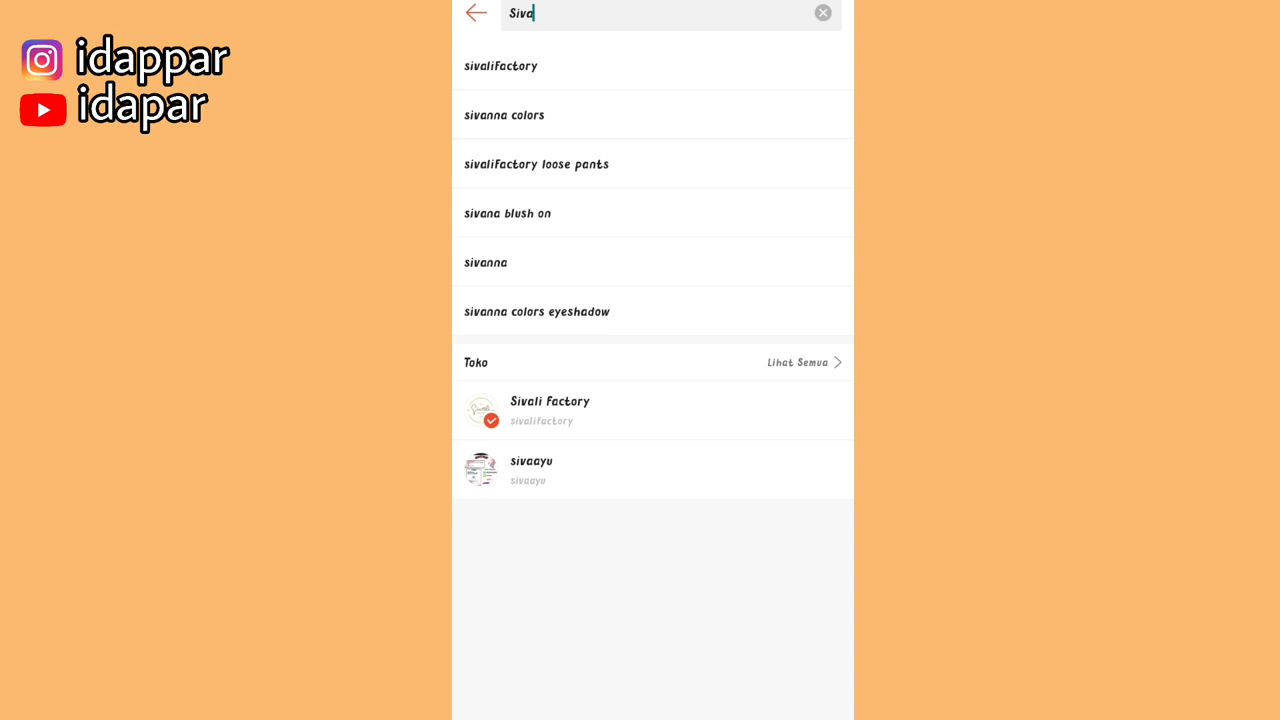 idappar
idapar
Siva
sivalifactory
sivanna colors
sivalifactory loose pants
sivana blush on
sivanna
sivanna colors eyeshadow
Toko
Lihat Semua
Sivali Factory
sivalifactory
sivaayu
sivaayu